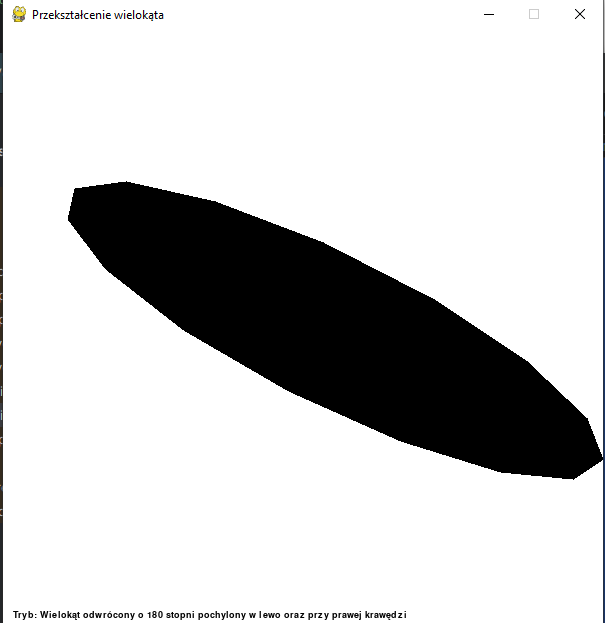 Przekształcenie wielokąta
Tryb: Wielokąt odwrócony o 180 stopni pochylony w lewo oraz przy prawej krawędzi